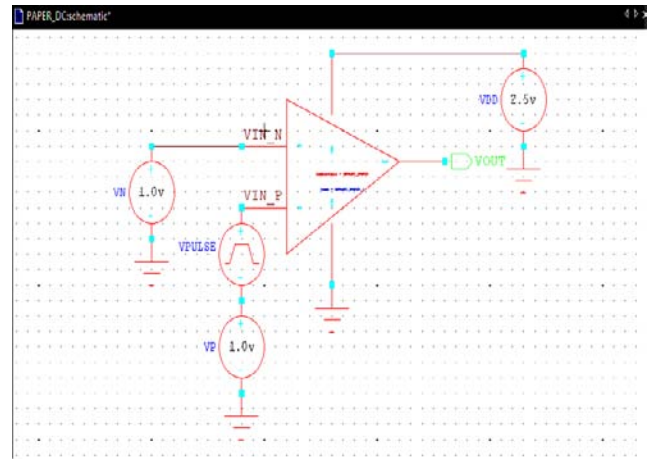 PAPER_DC:schematic*
VDD 2.5v
VIN_N
VOUT
VN 1.0v
VIN_P
VPULSE
VP 1.0v